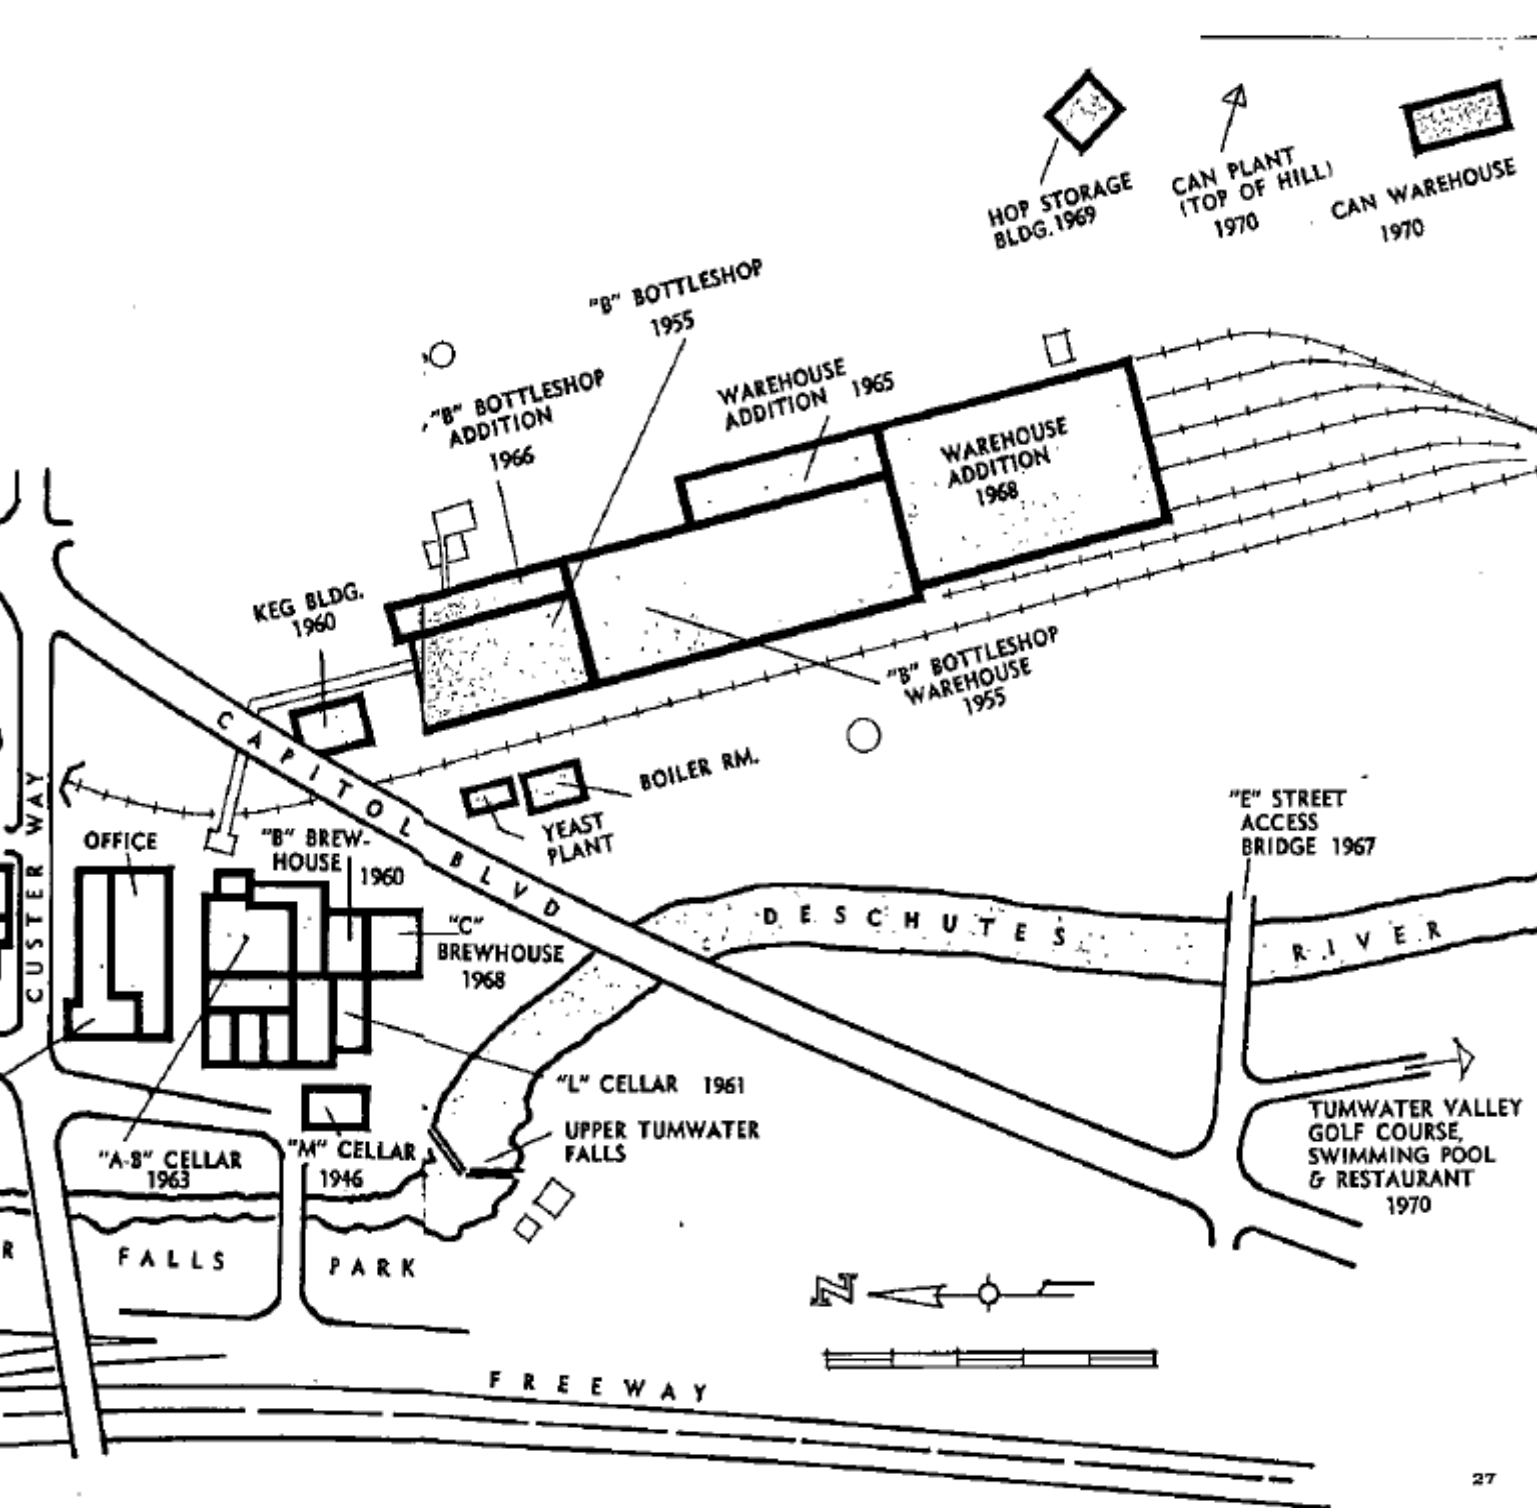 HOP STORAGE
BLDG. 1969
CAN PLANT
(TOP OF HILL)
1970
CAN WAREHOUSE
1970
"B" BOTTLESHOP
1955
"B" BOTTLESHOP
ADDITION
1966
WAREHOUSE
ADDITION 1965
WAREHOUSE
ADDITION
1968
KEG BLDG.
1960
"B" BOTTLESHOP
WAREHOUSE
1955
CAPITOL BLVD
BOILER RM.
YEAST
PLANT
CUSTER WAY
OFFICE
"B" BREW-
HOUSE
1960
"C"
BREWHOUSE
1968
"E" STREET
ACCESS
BRIDGE 1967
DESCHUTES RIVER
"L" CELLAR 1961
UPPER TUMWATER
FALLS
"A-B" CELLAR
1963
"M" CELLAR
1946
TUMWATER VALLEY
GOLF COURSE,
SWIMMING POOL
& RESTAURANT
1970
R FALLS PARK
N
FREEWAY
27